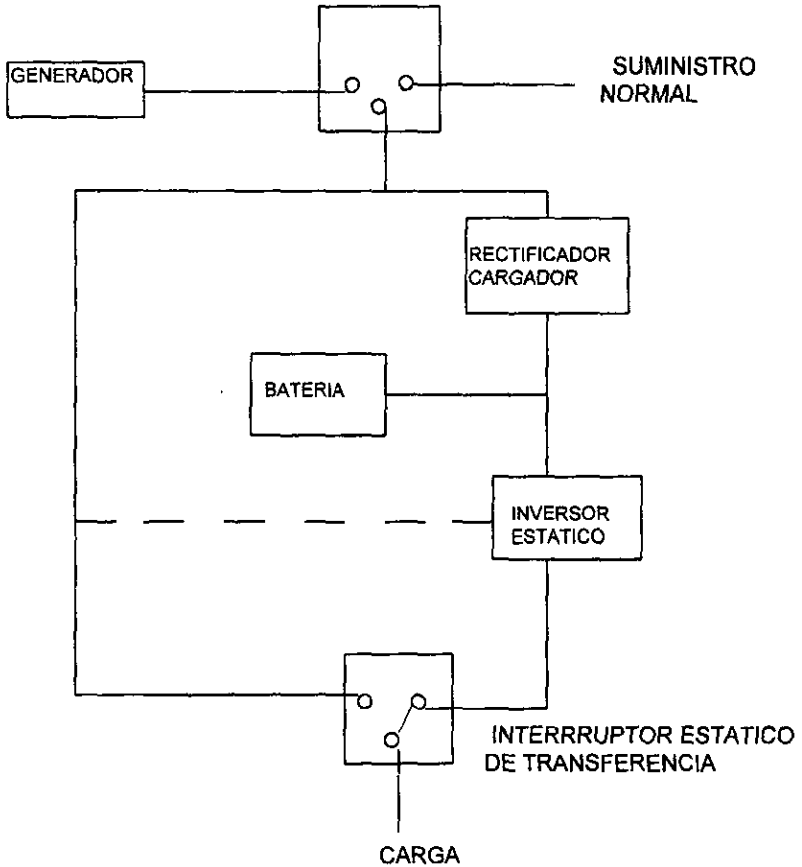 GENERADOR
SUMINISTRO
NORMAL
RECTIFICADOR
CARGADOR
BATERIA
INVERSOR
ESTATICO
INTERRRUPTOR ESTATICO
DE TRANSFERENCIA
CARGA